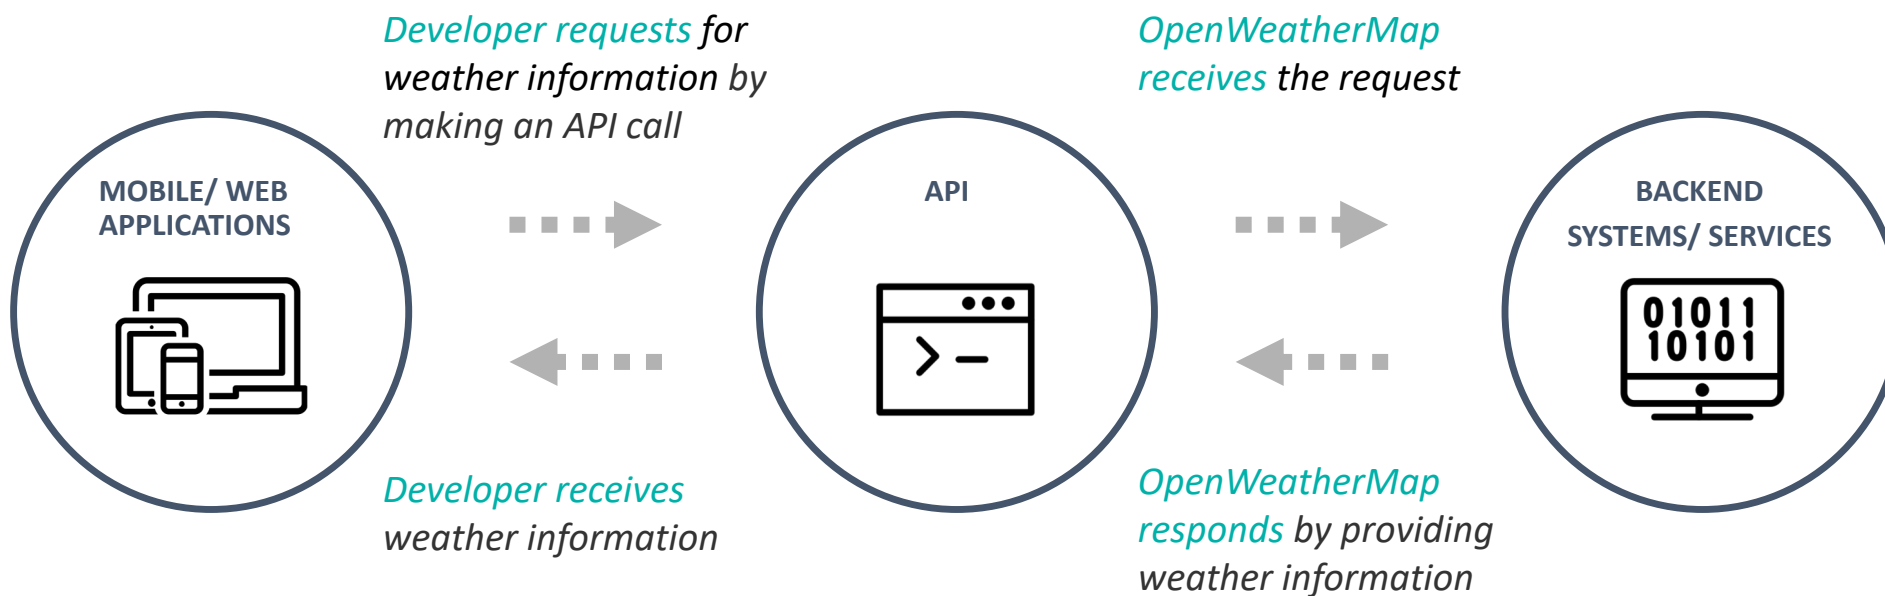 Developer requests for
weather information by
making an API call
OpenWeatherMap
receives the request
MOBILE/ WEB
APPLICATIONS
API
BACKEND
SYSTEMS/ SERVICES
01011
10101
Developer receives
weather information
OpenWeatherMap
responds by providing
weather information